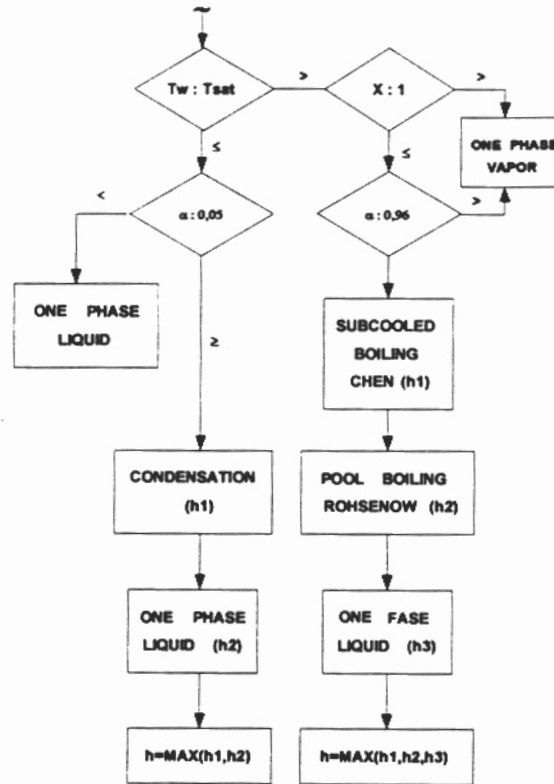 ~
Tw : Tsat
>
X : 1
>
ONE PHASE
VAPOR
≤
≤
<
α : 0,05
α : 0,96
>
ONE PHASE
LIQUID
≥
SUBCOOLED
BOILING
CHEN (h1)
CONDENSATION
(h1)
POOL BOILING
ROHSENOW (h2)
ONE PHASE
LIQUID (h2)
ONE FASE
LIQUID (h3)
h=MAX(h1,h2)
h=MAX(h1,h2,h3)